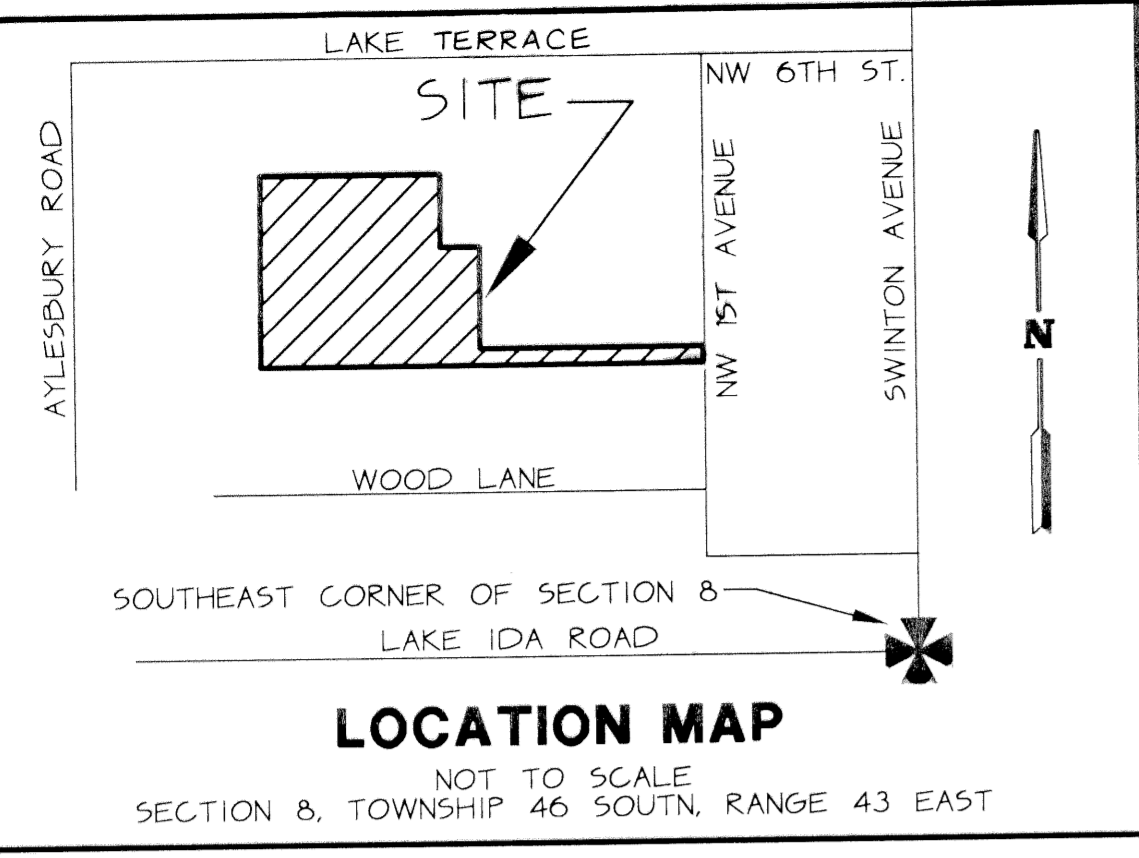 LAKE TERRACE
NW 6TH ST.
SITE
AYLESBURY ROAD
NW 1ST AVENUE
SWINTON AVENUE
N
WOOD LANE
SOUTHEAST CORNER OF SECTION 8
LAKE IDA ROAD
LOCATION MAP
NOT TO SCALE
SECTION 8, TOWNSHIP 46 SOUTN, RANGE 43 EAST